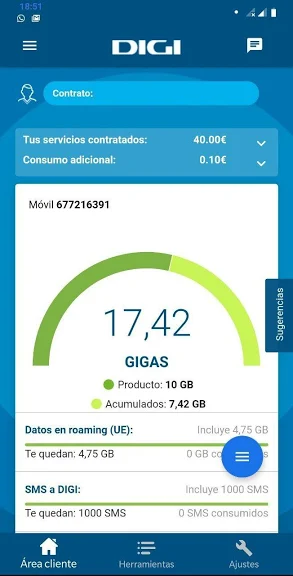 18:51
DIGI
Contrato:
Tus servicios contratados: 40.00€
Consumo adicional: 0.10€
Móvil 677216391
17,42
GIGAS
Producto: 10 GB
Acumulados: 7,42 GB
Sugerencias
Datos en roaming (UE): Incluye 4,75 GB
Te quedan: 4,75 GB 0 GB
SMS a DIGI: Incluye 1000 SMS
Te quedan: 1000 SMS 0 SMS consumidos
Área cliente Herramientas Ajustes